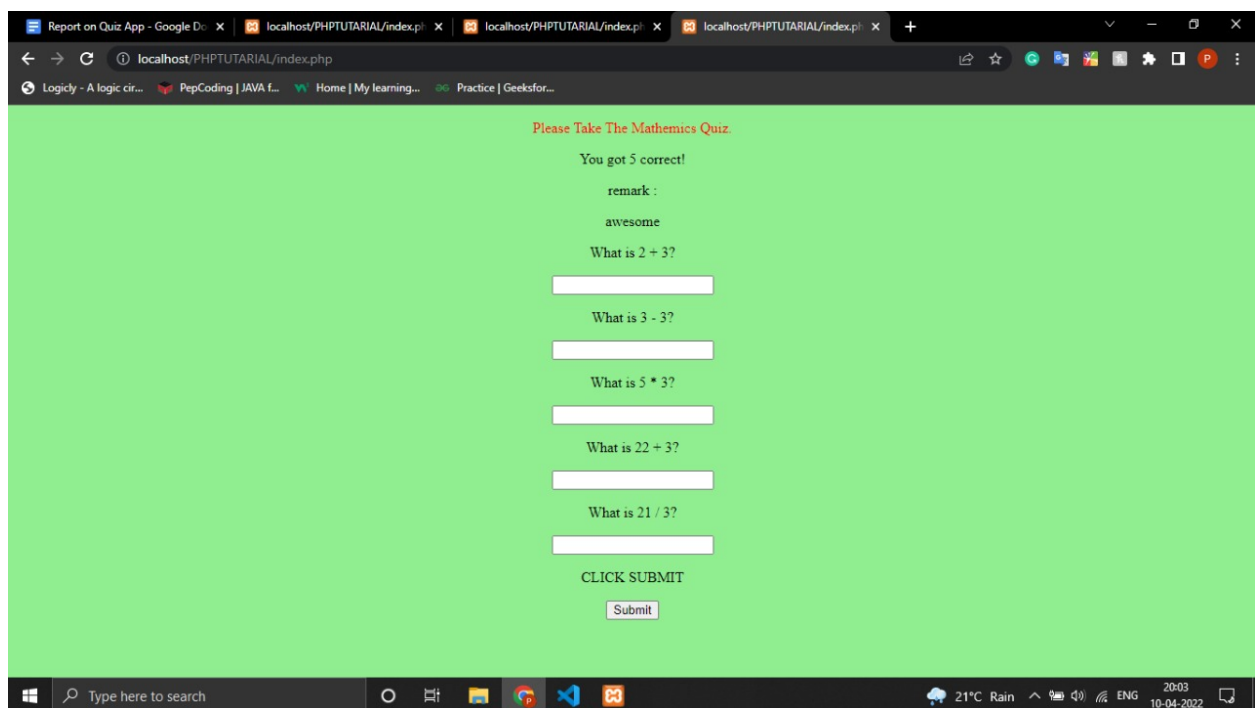 Report on Quiz App - Google Do
localhost/PHPTUTARIAL/index.ph
localhost/PHPTUTARIAL/index.ph
localhost/PHPTUTARIAL/index.ph
localhost/PHPTUTARIAL/index.php
Logicly - A logic cir...
PepCoding | JAVA f...
Home | My learning...
Practice | Geeksfor...
Please Take The Mathemics Quiz.
You got 5 correct!
remark :
awesome
What is 2 + 3?
What is 3 - 3?
What is 5 * 3?
What is 22 + 3?
What is 21 / 3?
CLICK SUBMIT
Submit
Type here to search
21°C Rain
ENG
20:03
10-04-2022